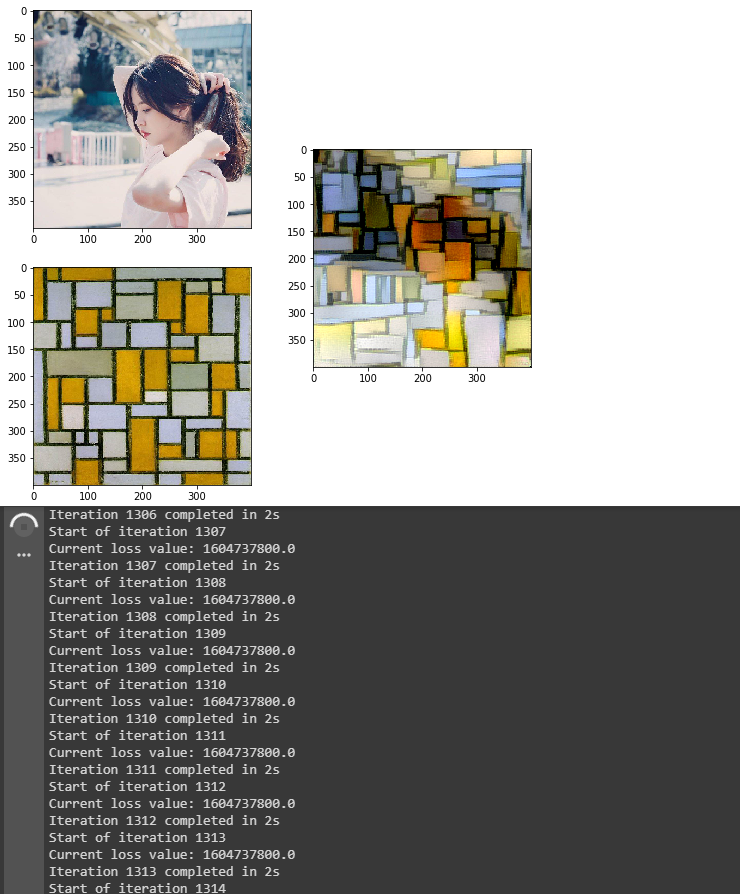 0
50
100
150
200
250
300
350
0 100 200 300
0
50
100
150
200
250
300
350
0 100 200 300
0
50
100
150
200
250
300
350
0 100 200 300
Iteration 1306 completed in 2s
Start of iteration 1307
Current loss value: 1604737800.0
Iteration 1307 completed in 2s
Start of iteration 1308
Current loss value: 1604737800.0
Iteration 1308 completed in 2s
Start of iteration 1309
Current loss value: 1604737800.0
Iteration 1309 completed in 2s
Start of iteration 1310
Current loss value: 1604737800.0
Iteration 1310 completed in 2s
Start of iteration 1311
Current loss value: 1604737800.0
Iteration 1311 completed in 2s
Start of iteration 1312
Current loss value: 1604737800.0
Iteration 1312 completed in 2s
Start of iteration 1313
Current loss value: 1604737800.0
Iteration 1313 completed in 2s
Start of iteration 1314